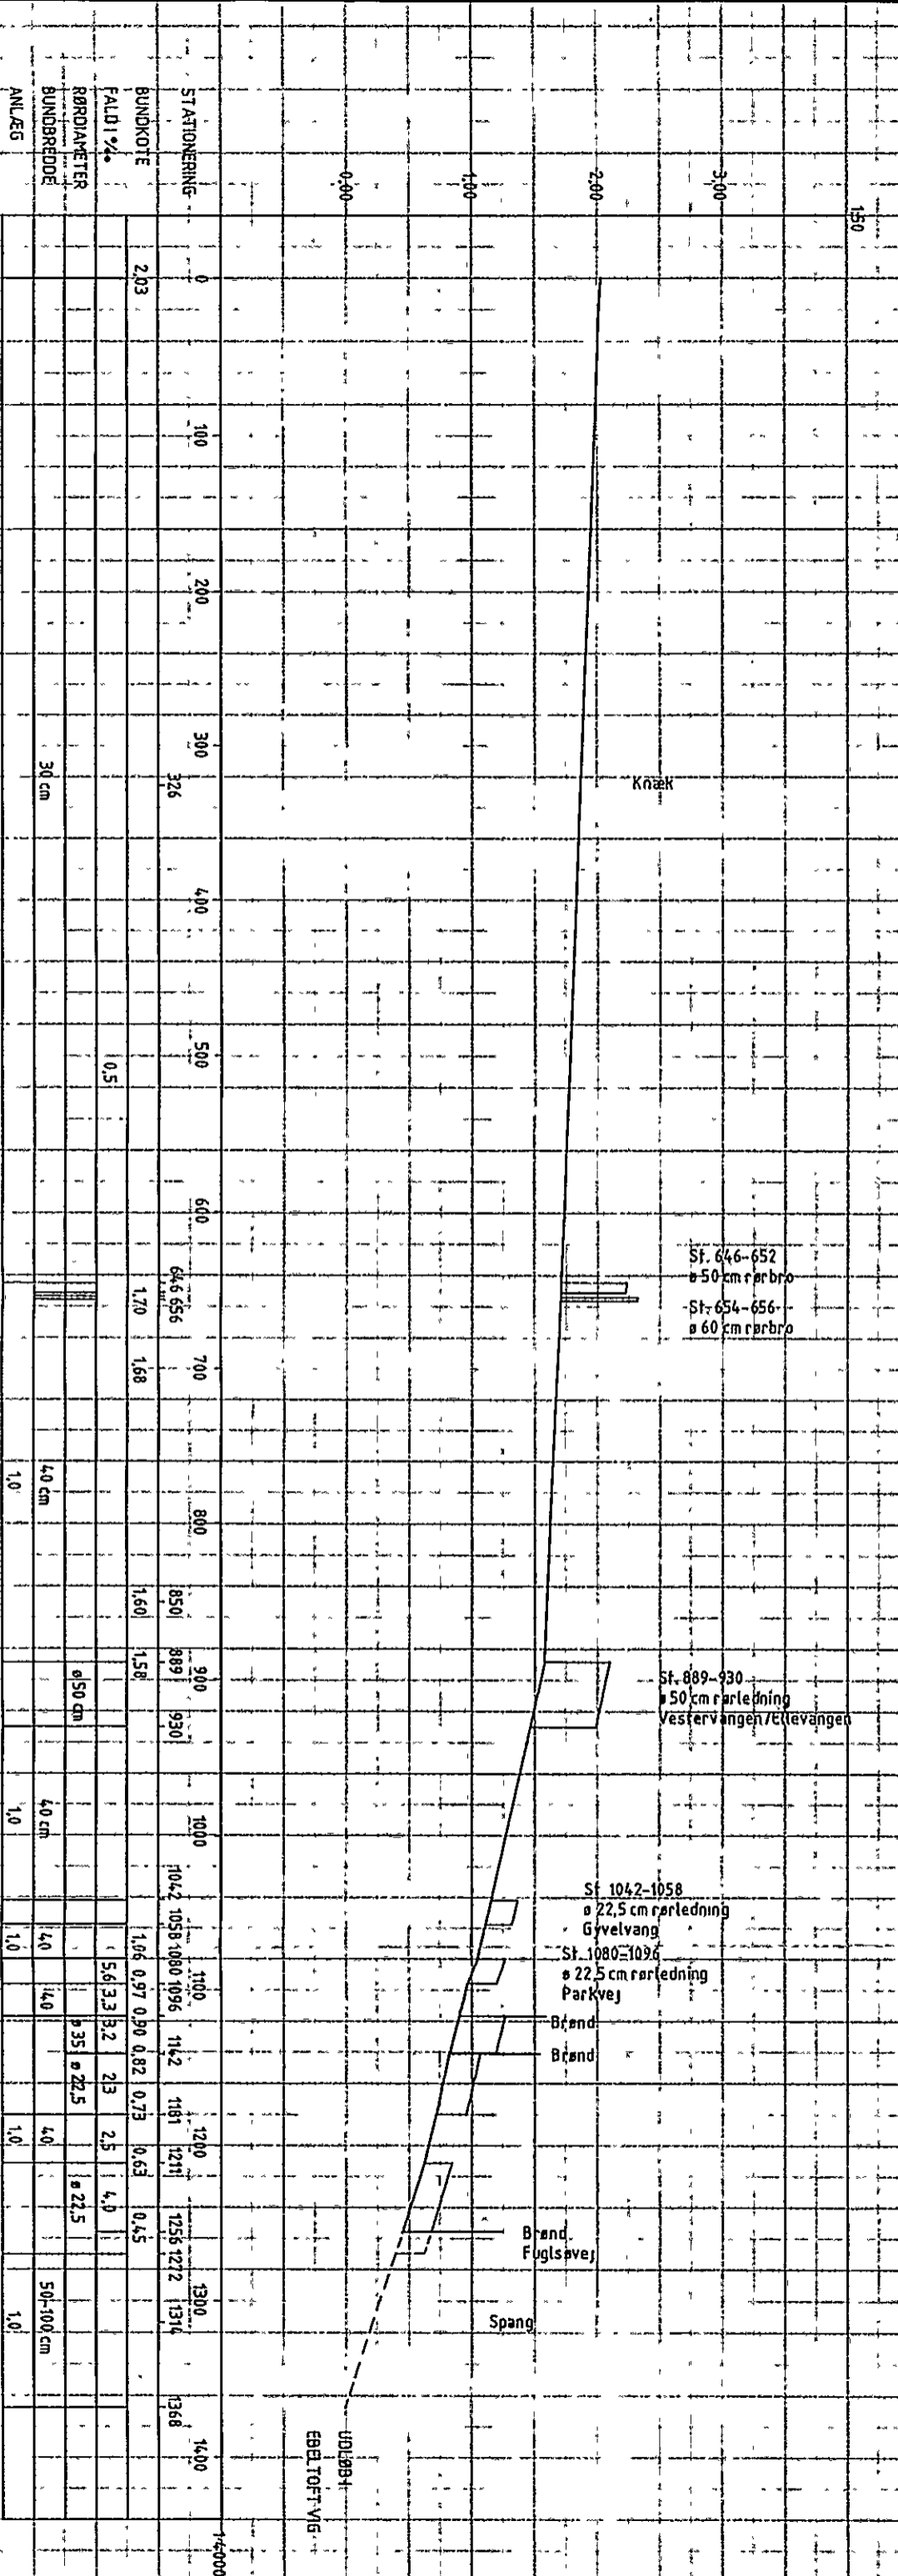 1:50
3,00
2,00
1,00
0,00
Knæk
St. 646-652
ø 50 cm rørbro
St. 654-656
ø 60 cm rørbro
St. 889-930
ø 50 cm rørledning
Vestervangen/Ellevangen
St 1042-1058
ø 22,5 cm rørledning
Gyvelvang
St. 1080-1096
ø 22,5 cm rørledning
Parkvej
Brønd
Brønd
Brønd
Fuglsøvej
Spang
UDLØB I
EBELTOFT VIG
1:4000
0 100 200 300 400 500 600 700 800 900 1000 1100 1200 1300 1400
STATIONERING 326 646 656 850 889 930 1042 1058 1080 1096 1142 1181 1211 1256 1272 1314 1368
BUNDKOTE 2,03 1,70 1,68 1,60 1,58 1,06 0,97 0,90 0,82 0,73 0,63 0,45
FALD I ‰ 0,5 5,6 3,3 3,2 2,3 2,5 4,0
RØRDIAMETER ø 50 cm ø 35 ø 22,5 ø 22,5
BUNDBREDDE 30 cm 40 cm 40 cm 40 40 40 50-100 cm
ANLÆG 1,0 1,0 1,0 1,0 1,0